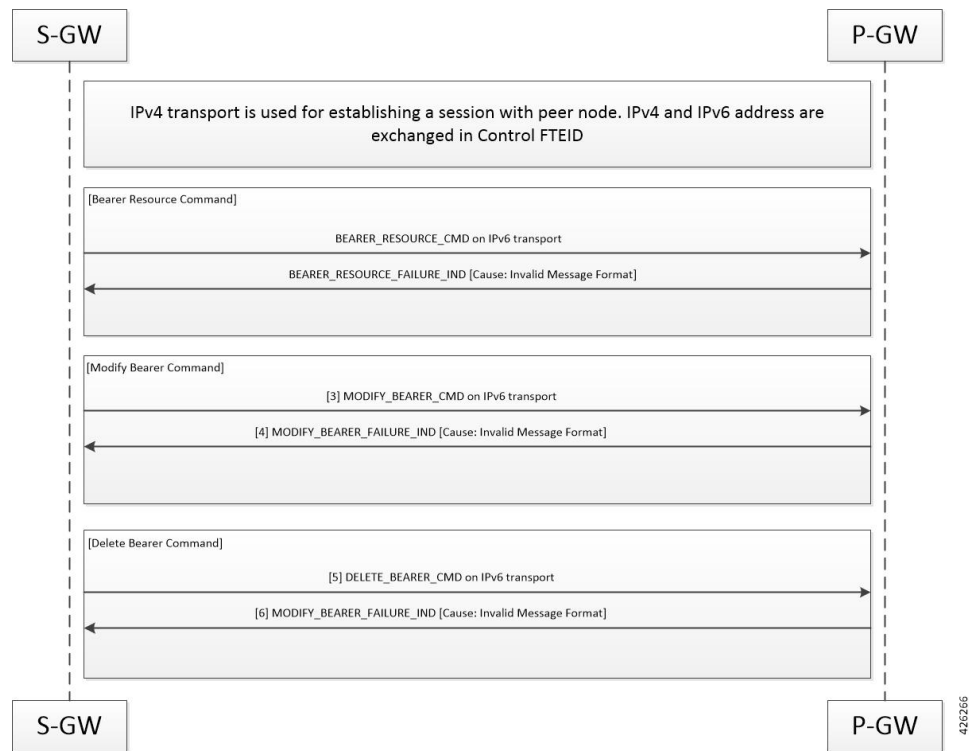 S-GW
P-GW
IPv4 transport is used for establishing a session with peer node. IPv4 and IPv6 address are
exchanged in Control FTEID
[Bearer Resource Command]
BEARER_RESOURCE_CMD on IPv6 transport
BEARER_RESOURCE_FAILURE_IND [Cause: Invalid Message Format]
[Modify Bearer Command]
[3] MODIFY_BEARER_CMD on IPv6 transport
[4] MODIFY_BEARER_FAILURE_IND [Cause: Invalid Message Format]
[Delete Bearer Command]
[5] DELETE_BEARER_CMD on IPv6 transport
[6] MODIFY_BEARER_FAILURE_IND [Cause: Invalid Message Format]
S-GW
P-GW
426266